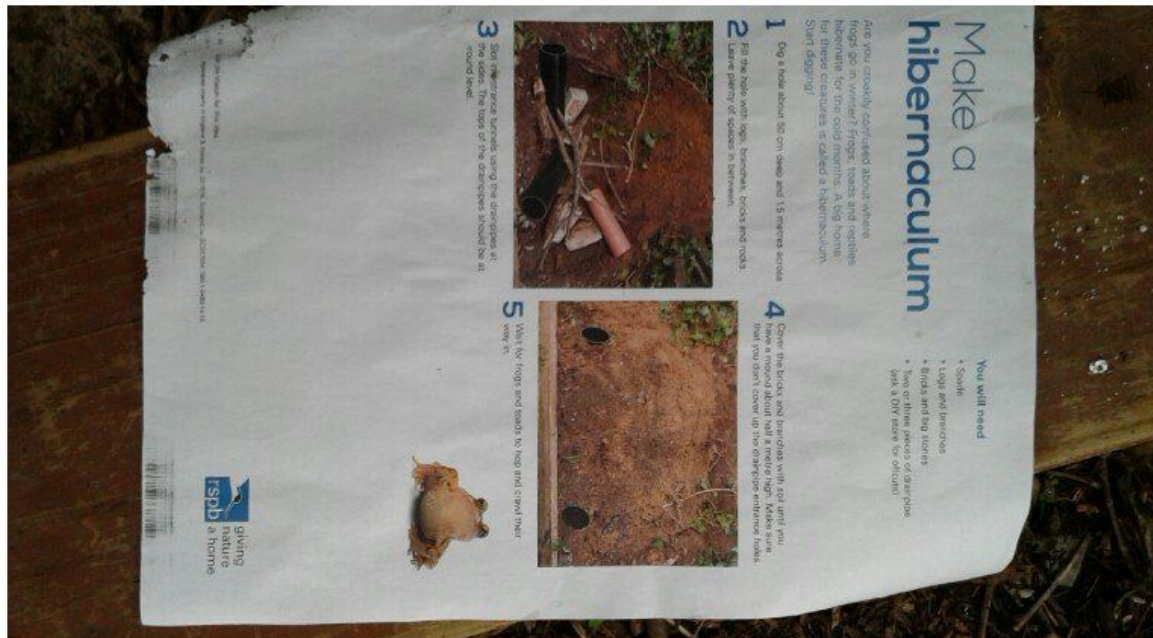 Make a
hibernaculum
Are you croakily confused about where
frogs go in winter? Frogs, toads and reptiles
hibernate for the cold months. A big home
for these creatures is called a hibernaculum.
Start digging!
You will need
• Spade
• Logs and branches
• Bricks and big stones
• Two or three pieces of drainpipe
(ask a DIY store for offcuts)
1 Dig a hole about 50 cm deep and 1.5 metres across
2 Fill the hole with logs, branches, bricks and rocks.
Leave plenty of spaces in between.
3 Slot in entrance tunnels using the drainpipes at
the sides. The tops of the drainpipes should be at
round level.
4 Cover the bricks and branches with soil until you
have a mound about half a metre high. Make sure
that you don't cover up the drainpipe entrance holes.
5 Wait for frogs and toads to hop and crawl their
way in.
rspb
giving
nature
a home